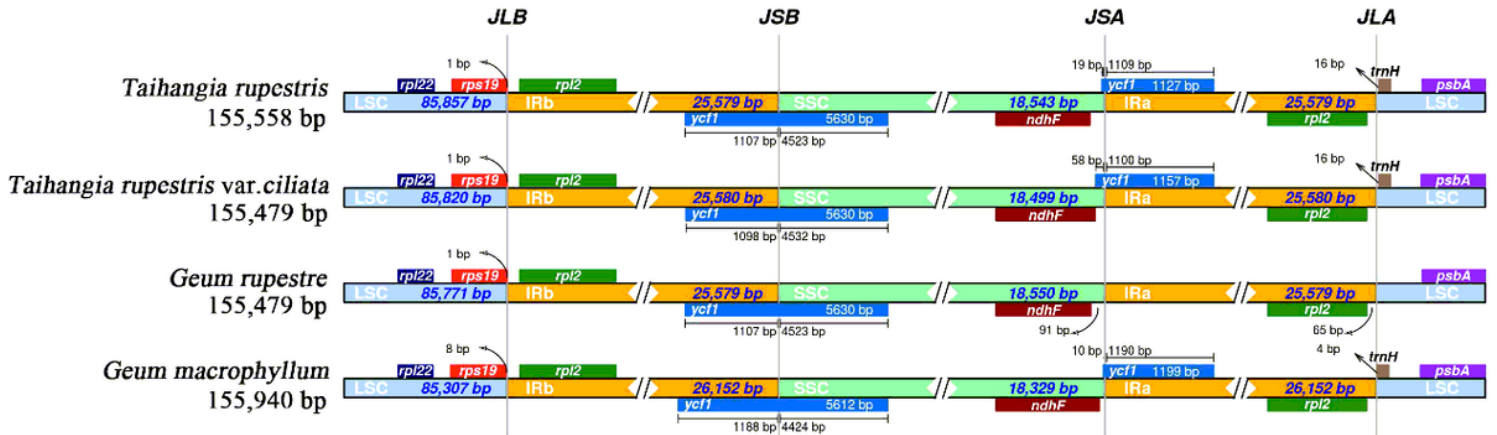 JLB JSB JSA JLA
1 bp 19 bp 1109 bp 16 bp trnH
Taihangia rupestris rpl22 rps19 rpl2 ycf1 1127 bp psbA
LSC 85,857 bp IRb 25,579 bp SSC 18,543 bp IRa 25,579 bp LSC
155,558 bp ycf1 5630 bp ndhF rpl2
1107 bp 4523 bp
1 bp 58 bp 1100 bp 16 bp trnH
Taihangia rupestris var.ciliata rpl22 rps19 rpl2 ycf1 1157 bp psbA
LSC 85,820 bp IRb 25,580 bp SSC 18,499 bp IRa 25,580 bp LSC
155,479 bp ycf1 5630 bp ndhF rpl2
1098 bp 4532 bp
1 bp
Geum rupestre rpl22 rps19 rpl2 psbA
LSC 85,771 bp IRb 25,579 bp SSC 18,550 bp IRa 25,579 bp LSC
155,479 bp ycf1 5630 bp ndhF rpl2
1107 bp 4523 bp 91 bp 65 bp
8 bp 10 bp 1190 bp 4 bp trnH
Geum macrophyllum rpl22 rps19 rpl2 ycf1 1199 bp psbA
LSC 85,307 bp IRb 26,152 bp SSC 18,329 bp IRa 26,152 bp LSC
155,940 bp ycf1 5612 bp ndhF rpl2
1188 bp 4424 bp